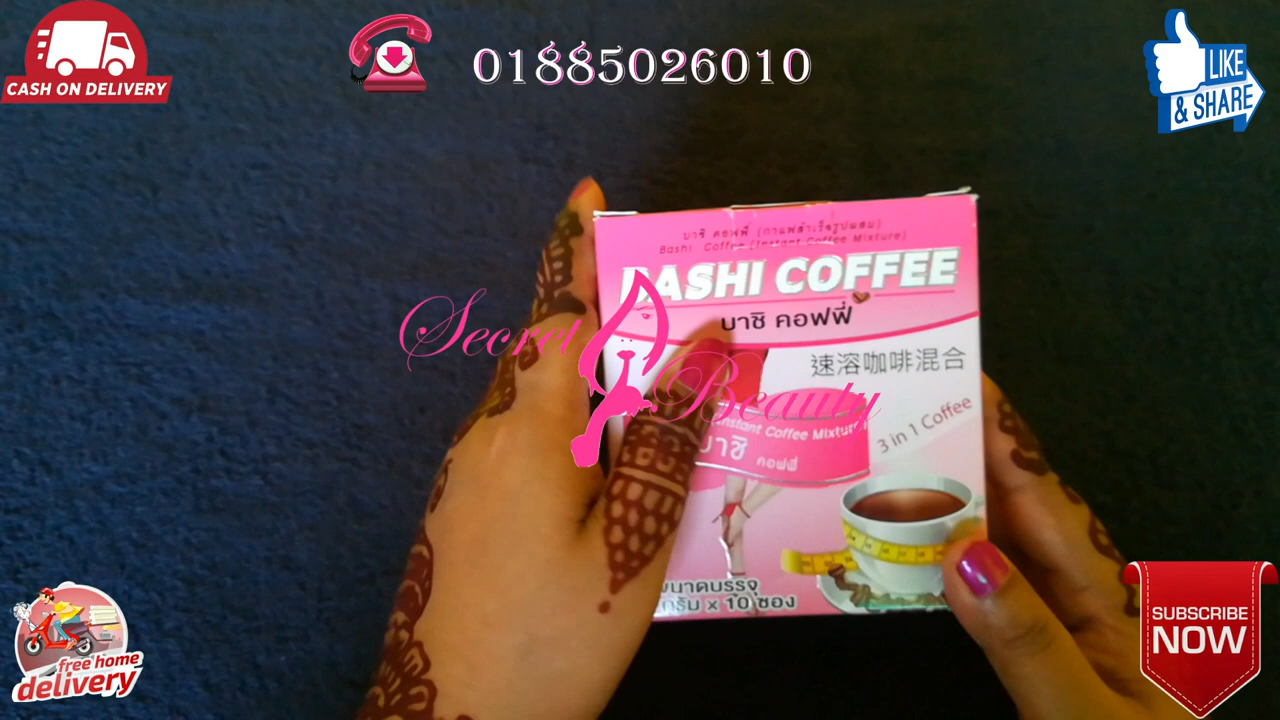 CASH ON DELIVERY
01885026010
LIKE
& SHARE
บาชิ คอฟฟี่ (กาแฟสำเร็จรูปผสม)
Bashi Coffee (Instant Coffee Mixture)
BASHI COFFEE
บาชิ คอฟฟี่
速溶咖啡混合
Secret Beauty
Instant Coffee Mixture
3 in 1 Coffee
บาชิ คอฟฟี่
ขนาดบรรจุ
กรัม x 10 ซอง
free home
delivery
SUBSCRIBE
NOW